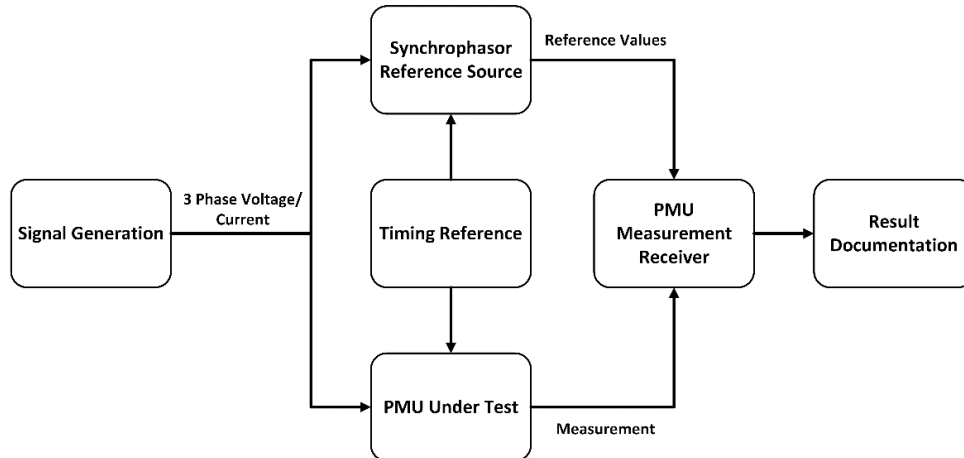 Synchrophasor
Reference Source
Reference Values
3 Phase Voltage/
Current
Signal Generation
Timing Reference
PMU
Measurement
Receiver
Result
Documentation
PMU Under Test
Measurement